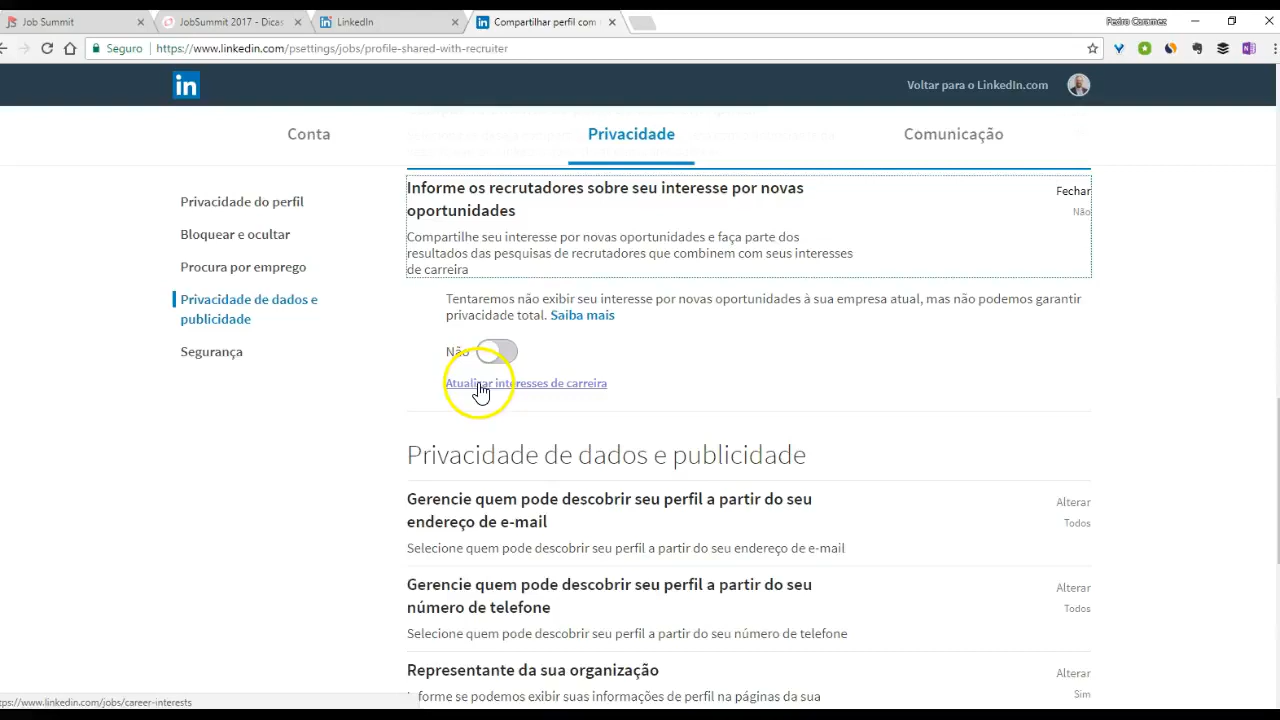 Job Summit
JobSummit 2017 - Dicas
LinkedIn
Compartilhar perfil com
Pedro Caramez
Seguro
https://www.linkedin.com/psettings/jobs/profile-shared-with-recruiter
in
Voltar para o LinkedIn.com
Conta
Privacidade
Comunicação
Privacidade do perfil
Bloquear e ocultar
Procura por emprego
Privacidade de dados e
publicidade
Segurança
Informe os recrutadores sobre seu interesse por novas
oportunidades
Fechar
Não
Compartilhe seu interesse por novas oportunidades e faça parte dos
resultados das pesquisas de recrutadores que combinem com seus interesses
de carreira
Tentaremos não exibir seu interesse por novas oportunidades à sua empresa atual, mas não podemos garantir
privacidade total. Saiba mais
Não
Atualizar interesses de carreira
Privacidade de dados e publicidade
Gerencie quem pode descobrir seu perfil a partir do seu
endereço de e-mail
Alterar
Todos
Selecione quem pode descobrir seu perfil a partir do seu endereço de e-mail
Gerencie quem pode descobrir seu perfil a partir do seu
número de telefone
Alterar
Todos
Selecione quem pode descobrir seu perfil a partir do seu número de telefone
Representante da sua organização
Alterar
Sim
nforme se podemos exibir suas informações de perfil na páginas da sua
ps://www.linkedin.com/jobs/career-interests